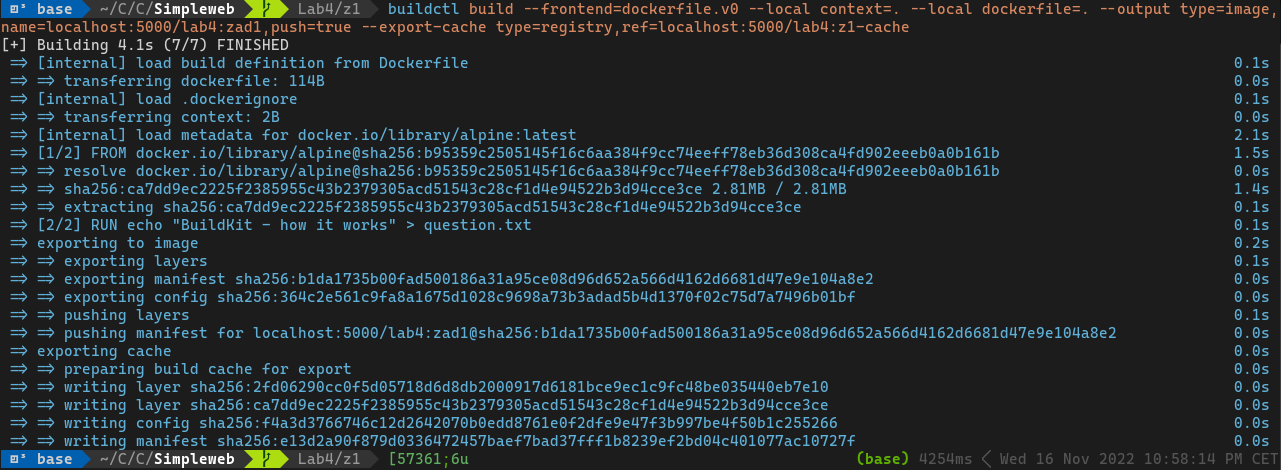 base ~/C/C/Simpleweb Lab4/z1 buildctl build --frontend=dockerfile.v0 --local context=. --local dockerfile=. --output type=image,
name=localhost:5000/lab4:zad1,push=true --export-cache type=registry,ref=localhost:5000/lab4:z1-cache
[+] Building 4.1s (7/7) FINISHED
=> [internal] load build definition from Dockerfile 0.1s
=> => transferring dockerfile: 114B 0.0s
=> [internal] load .dockerignore 0.1s
=> => transferring context: 2B 0.0s
=> [internal] load metadata for docker.io/library/alpine:latest 2.1s
=> [1/2] FROM docker.io/library/alpine@sha256:b95359c2505145f16c6aa384f9cc74eeff78eb36d308ca4fd902eeeb0a0b161b 1.5s
=> => resolve docker.io/library/alpine@sha256:b95359c2505145f16c6aa384f9cc74eeff78eb36d308ca4fd902eeeb0a0b161b 0.0s
=> => sha256:ca7dd9ec2225f2385955c43b2379305acd51543c28cf1d4e94522b3d94cce3ce 2.81MB / 2.81MB 1.4s
=> => extracting sha256:ca7dd9ec2225f2385955c43b2379305acd51543c28cf1d4e94522b3d94cce3ce 0.1s
=> [2/2] RUN echo "BuildKit - how it works" > question.txt 0.1s
=> exporting to image 0.2s
=> => exporting layers 0.1s
=> => exporting manifest sha256:b1da1735b00fad500186a31a95ce08d96d652a566d4162d6681d47e9e104a8e2 0.0s
=> => exporting config sha256:364c2e561c9fa8a1675d1028c9698a73b3adad5b4d1370f02c75d7a7496b01bf 0.0s
=> => pushing layers 0.1s
=> => pushing manifest for localhost:5000/lab4:zad1@sha256:b1da1735b00fad500186a31a95ce08d96d652a566d4162d6681d47e9e104a8e2 0.0s
=> exporting cache 0.0s
=> => preparing build cache for export 0.0s
=> => writing layer sha256:2fd06290cc0f5d05718d6d8db2000917d6181bce9ec1c9fc48be035440eb7e10 0.0s
=> => writing layer sha256:ca7dd9ec2225f2385955c43b2379305acd51543c28cf1d4e94522b3d94cce3ce 0.0s
=> => writing config sha256:f4a3d3766746c12d2642070b0edd8761e0f2dfe9e47f3b997be4f50b1c255266 0.0s
=> => writing manifest sha256:e13d2a90f879d0336472457baef7bad37fff1b8239ef2bd04c401077ac10727f 0.0s
base ~/C/C/Simpleweb Lab4/z1 [57361;6u (base) 4254ms < Wed 16 Nov 2022 10:58:14 PM CET